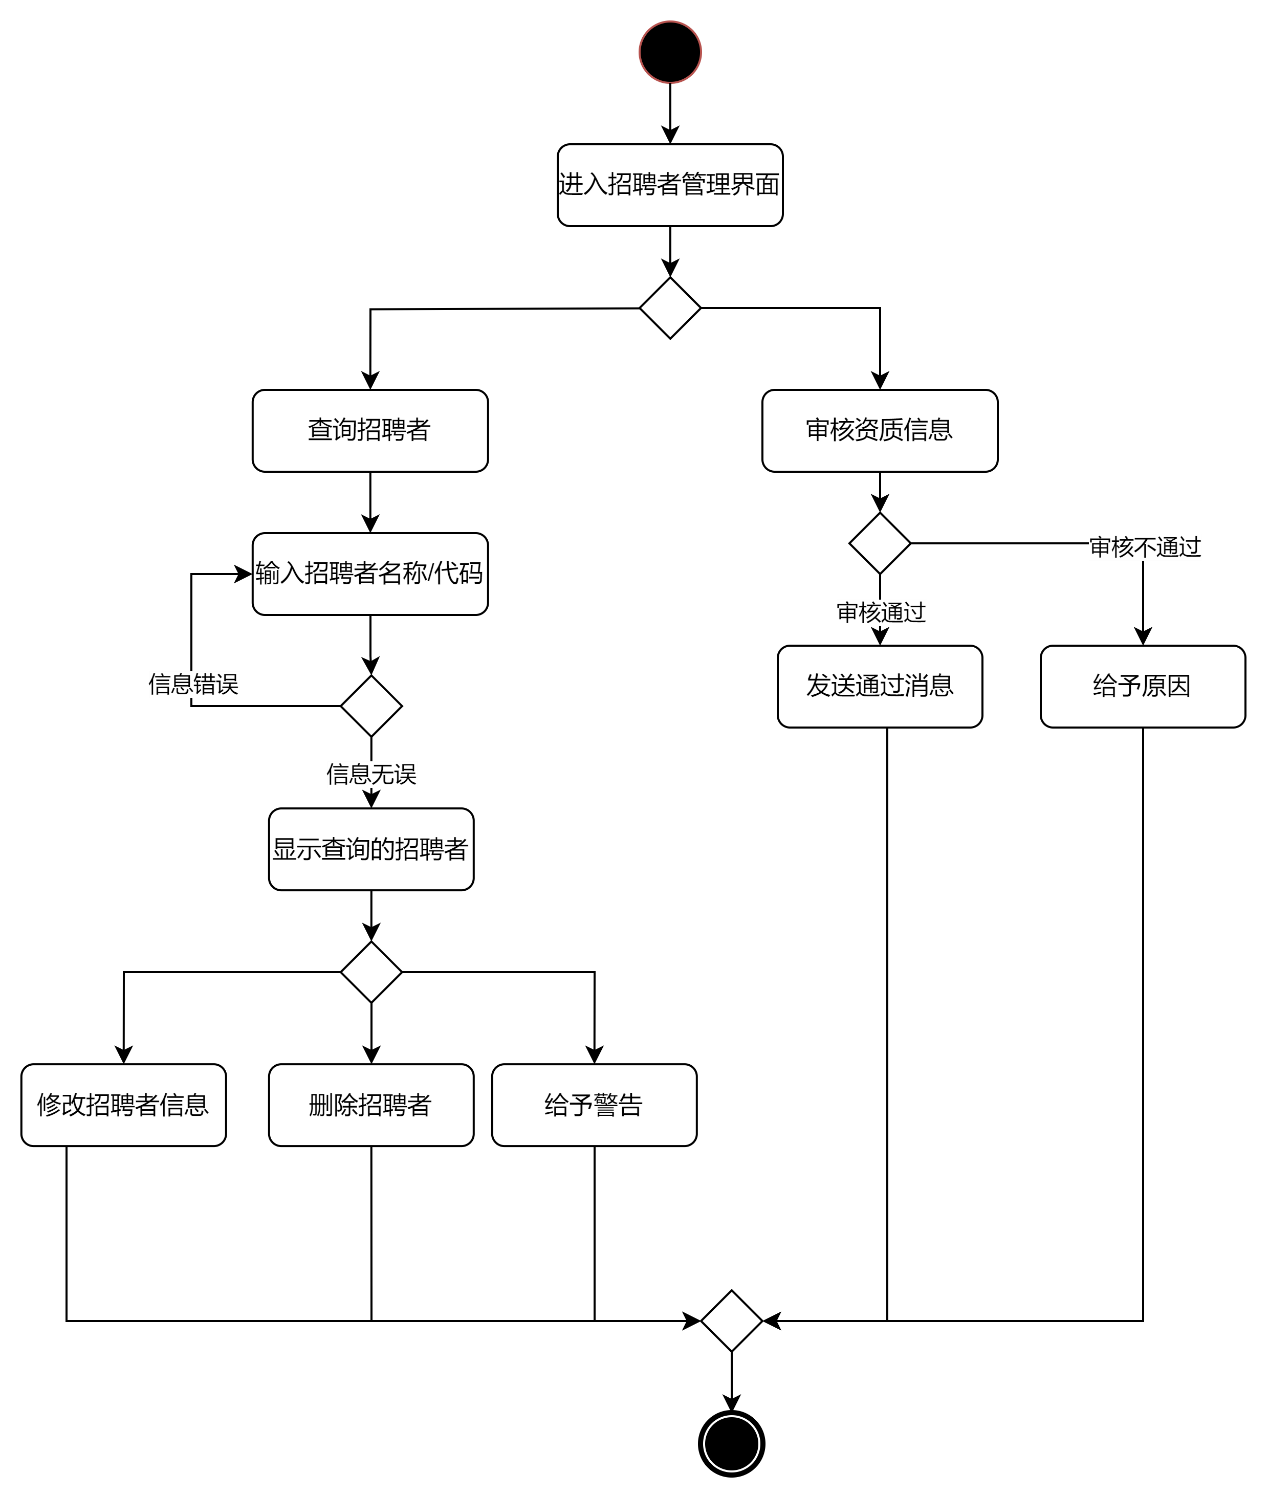 进入招聘者管理界面
查询招聘者
审核资质信息
输入招聘者名称/代码
审核不通过
审核通过
信息错误
发送通过消息
给予原因
信息无误
显示查询的招聘者
修改招聘者信息
删除招聘者
给予警告